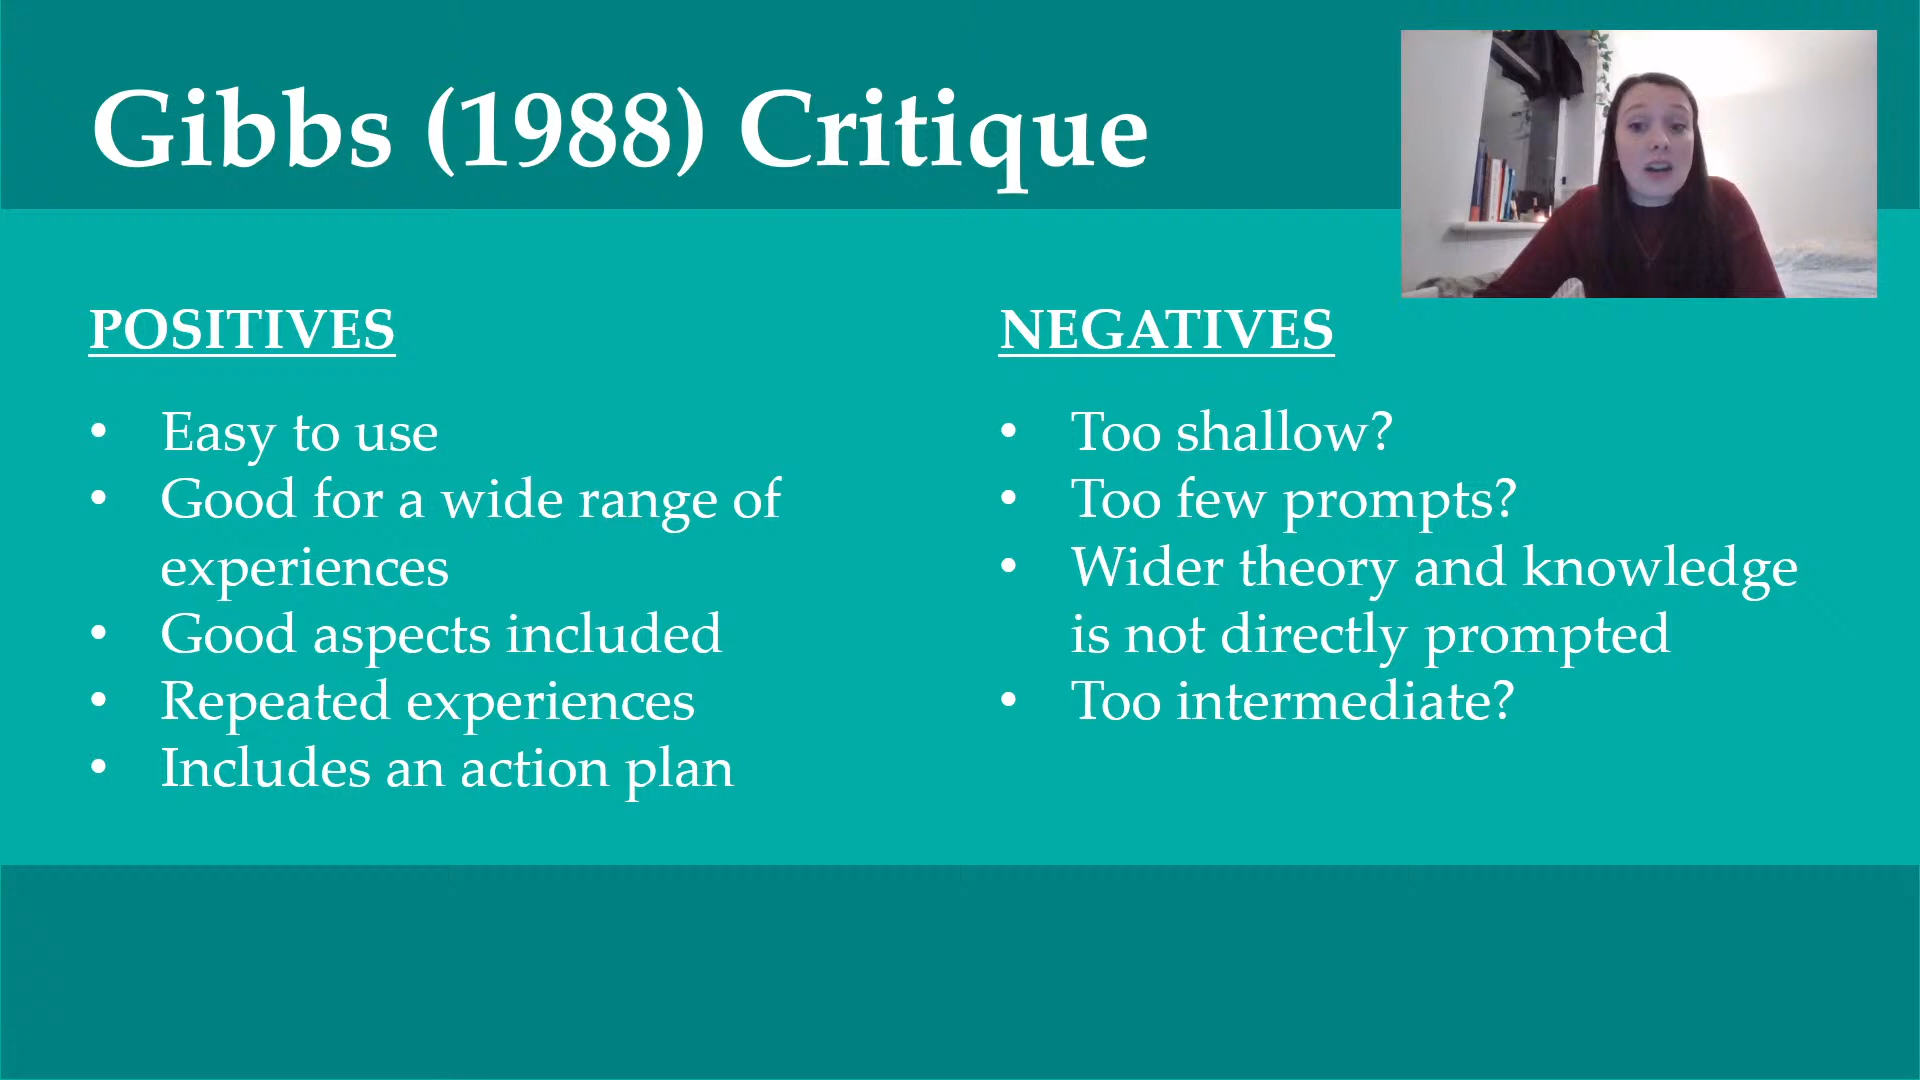 Gibbs (1988) Critique
POSITIVES
• Easy to use
• Good for a wide range of
experiences
• Good aspects included
• Repeated experiences
• Includes an action plan
NEGATIVES
• Too shallow?
• Too few prompts?
• Wider theory and knowledge
is not directly prompted
• Too intermediate?